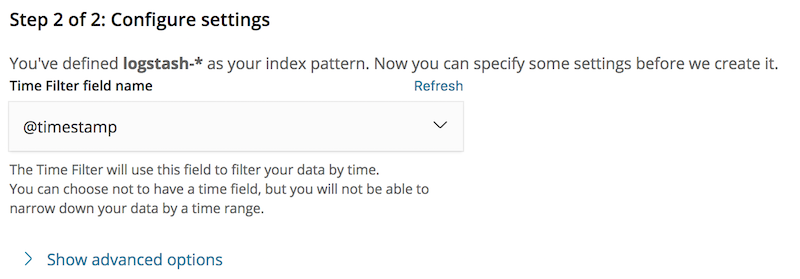 Step 2 of 2: Configure settings
You've defined logstash-* as your index pattern. Now you can specify some settings before we create it.
Time Filter field name
Refresh
@timestamp
The Time Filter will use this field to filter your data by time.
You can choose not to have a time field, but you will not be able to
narrow down your data by a time range.
Show advanced options